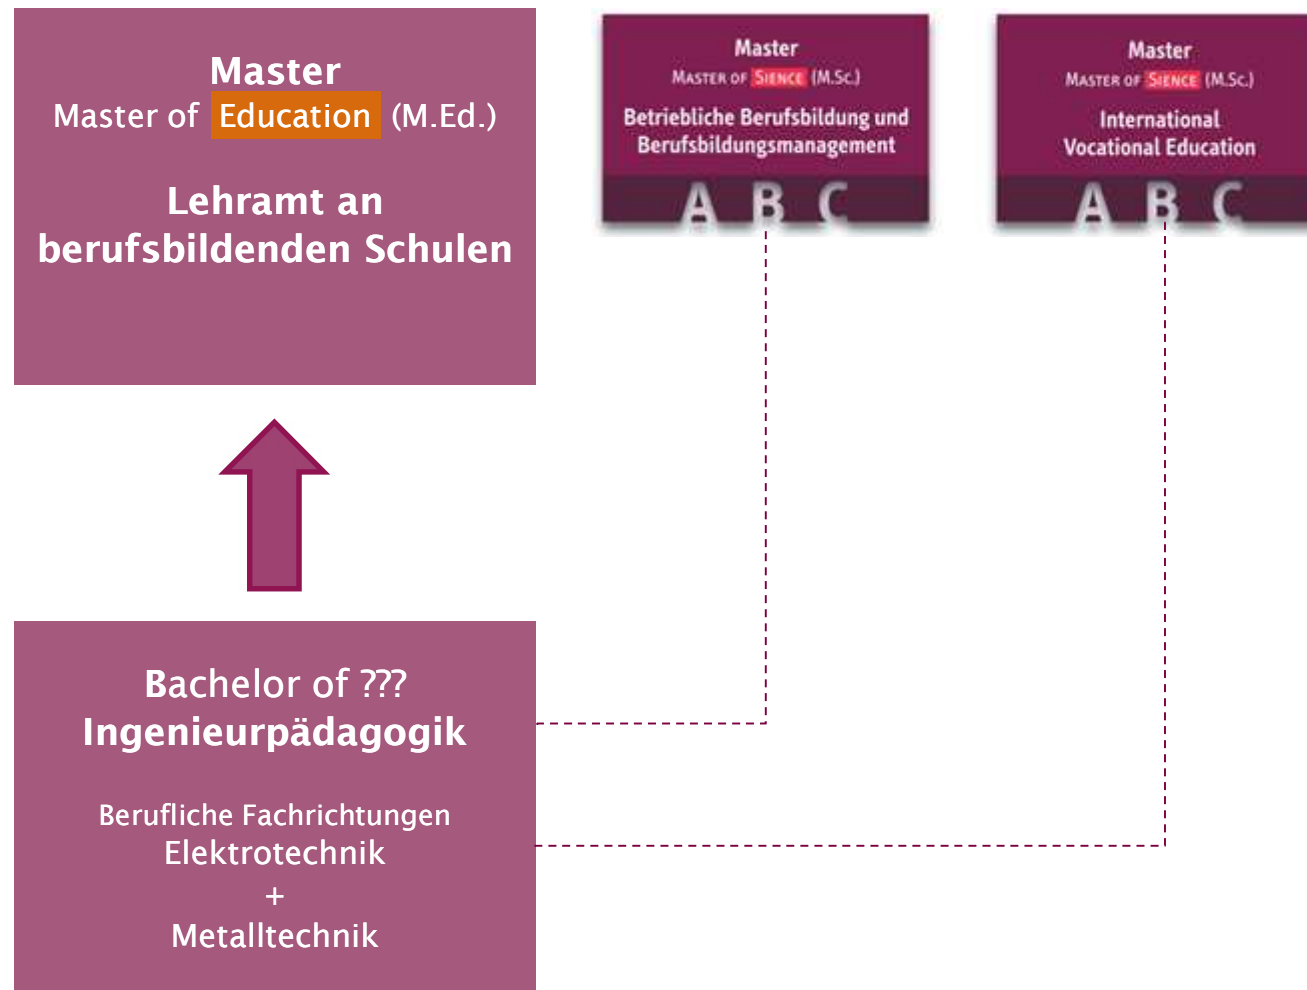 Master
Master of Education (M.Ed.)
Lehramt an
berufsbildenden Schulen
Master
MASTER OF SIENCE (M.Sc.)
Betriebliche Berufsbildung und
Berufsbildungsmanagement
A B C
Master
MASTER OF SIENCE (M.Sc.)
International
Vocational Education
A B C
Bachelor of ???
Ingenieurpädagogik
Berufliche Fachrichtungen
Elektrotechnik
+
Metalltechnik